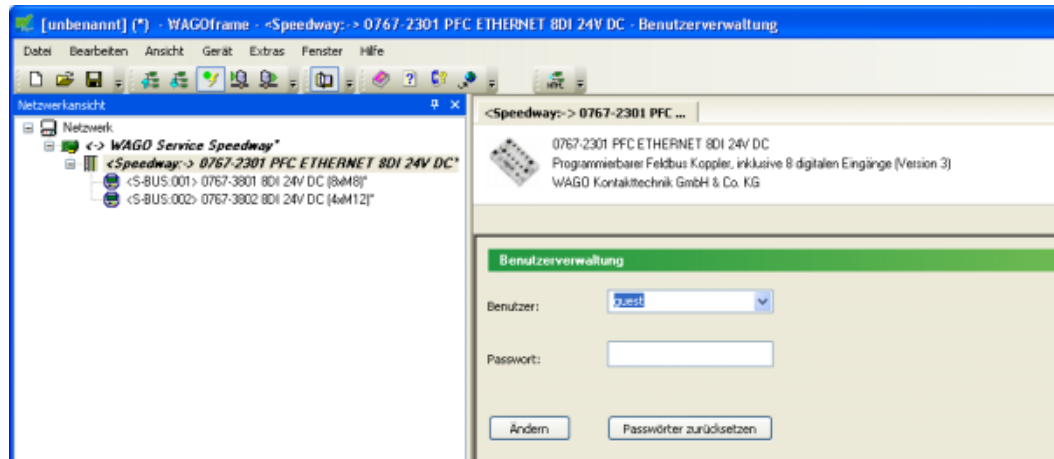 [unbenannt] (*) - WAGOframe - <Speedway:-> 0767-2301 PFC ETHERNET 8DI 24V DC - Benutzerverwaltung
Datei Bearbeiten Ansicht Gerät Extras Fenster Hilfe
Netzwerkansicht
Netzwerk
<-> WAGO Service Speedway*
<Speedway:-> 0767-2301 PFC ETHERNET 8DI 24V DC*
<S-BUS:001> 0767-3801 8DI 24V DC (8xM8)*
<S-BUS:002> 0767-3802 8DI 24V DC (4xM12)*
<Speedway:-> 0767-2301 PFC ...
0767-2301 PFC ETHERNET 8DI 24V DC
Programmierbarer Feldbus Koppler, inklusive 8 digitalen Eingänge (Version 3)
WAGO Kontakttechnik GmbH & Co. KG
Benutzerverwaltung
Benutzer: guest
Passwort:
Ändern Passwörter zurücksetzen